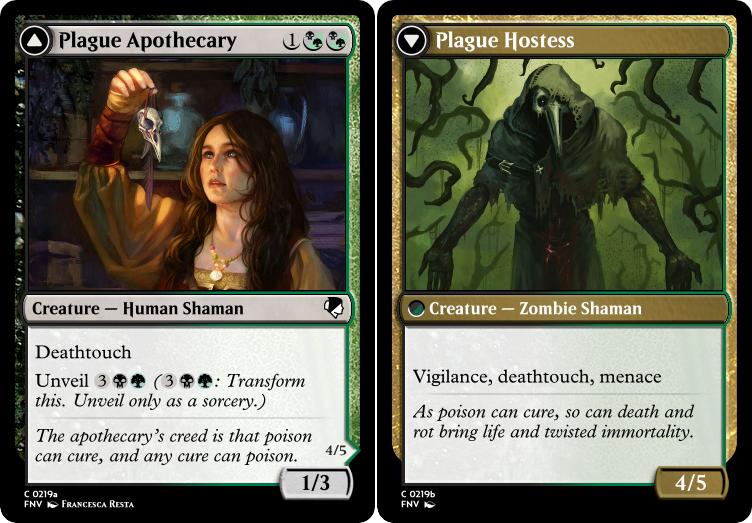 Plague Apothecary 1
Creature — Human Shaman
Deathtouch
Unveil 3 (3: Transform
this. Unveil only as a sorcery.)
The apothecary's creed is that poison
can cure, and any cure can poison.
4/5
1/3
C 0219a
FNV Francesca Resta
Plague Hostess
Creature — Zombie Shaman
Vigilance, deathtouch, menace
As poison can cure, so can death and
rot bring life and twisted immortality.
4/5
C 0219b
FNV